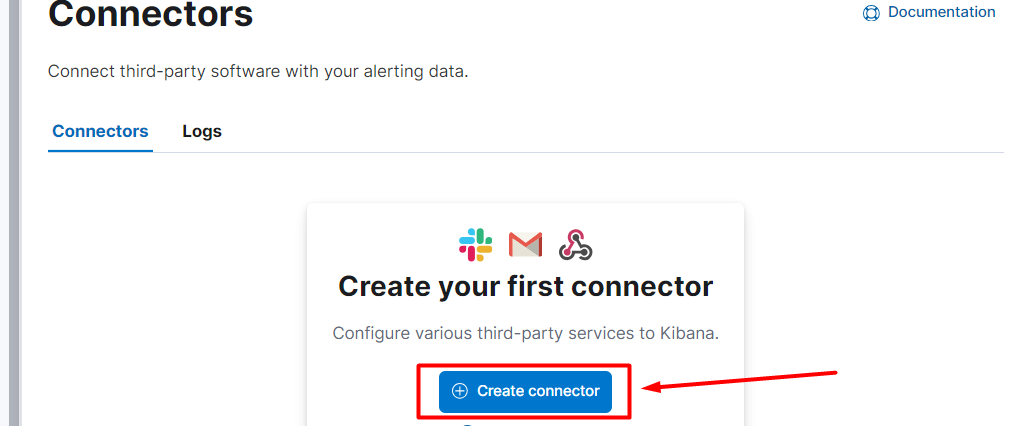 Connectors
Documentation
Connect third-party software with your alerting data.
Connectors
Logs
Create your first connector
Configure various third-party services to Kibana.
Create connector